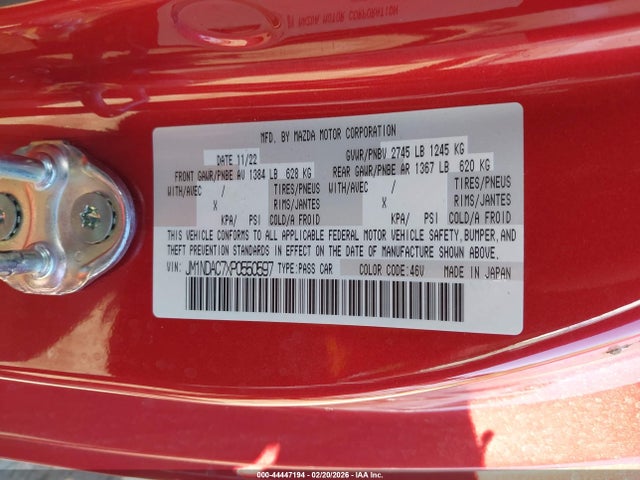 MFD. BY MAZDA MOTOR CORPORATION
DATE 11/22 GVWR/PNBV 2745 LB 1245 KG
FRONT GAWR/PNBE AV 1384 LB 628 KG REAR GAWR/PNBE AR 1367 LB 620 KG
WITH/AVEC / TIRES/PNEUS WITH/AVEC / TIRES/PNEUS
X RIMS/JANTES X RIMS/JANTES
KPA/ PSI COLD/A FROID KPA/ PSI COLD/A FROID
THIS VEHICLE CONFORMS TO ALL APPLICABLE FEDERAL MOTOR VEHICLE SAFETY, BUMPER, AND
THEFT PREVENTION STANDARDS IN EFFECT ON THE DATE OF MANUFACTURE SHOWN ABOVE.
VIN: JM1NDAC7XP0550597 TYPE:PASS CAR COLOR CODE:46V MADE IN JAPAN
000-44447194 - 02/20/2026 - IAA Inc.